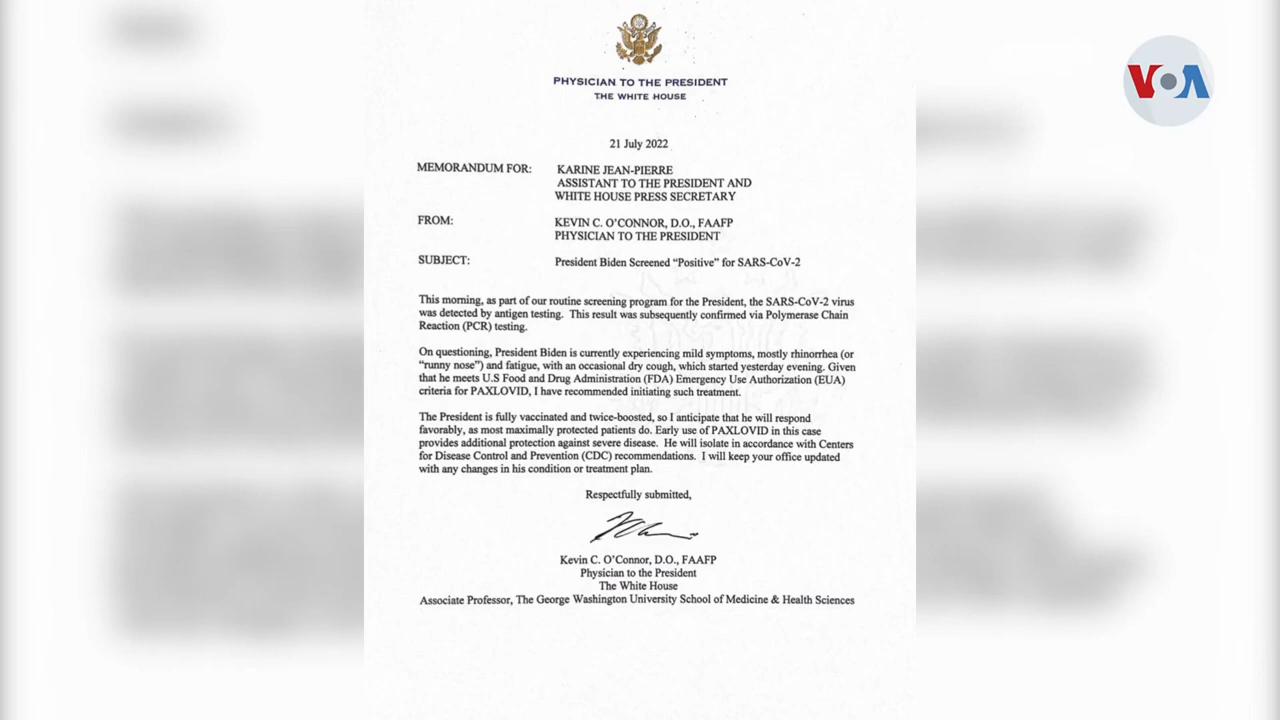 VOA
PHYSICIAN TO THE PRESIDENT
THE WHITE HOUSE
21 July 2022
MEMORANDUM FOR: KARINE JEAN-PIERRE
ASSISTANT TO THE PRESIDENT AND
WHITE HOUSE PRESS SECRETARY
FROM: KEVIN C. O'CONNOR, D.O., FAAFP
PHYSICIAN TO THE PRESIDENT
SUBJECT: President Biden Screened “Positive” for SARS-CoV-2
This morning, as part of our routine screening program for the President, the SARS-CoV-2 virus
was detected by antigen testing. This result was subsequently confirmed via Polymerase Chain
Reaction (PCR) testing.
On questioning, President Biden is currently experiencing mild symptoms, mostly rhinorrhea (or
“runny nose”) and fatigue, with an occasional dry cough, which started yesterday evening. Given
that he meets U.S Food and Drug Administration (FDA) Emergency Use Authorization (EUA)
criteria for PAXLOVID, I have recommended initiating such treatment.
The President is fully vaccinated and twice-boosted, so I anticipate that he will respond
favorably, as most maximally protected patients do. Early use of PAXLOVID in this case
provides additional protection against severe disease. He will isolate in accordance with Centers
for Disease Control and Prevention (CDC) recommendations. I will keep your office updated
with any changes in his condition or treatment plan.
Respectfully submitted,
Kevin C. O'Connor, D.O., FAAFP
Physician to the President
The White House
Associate Professor, The George Washington University School of Medicine & Health Sciences